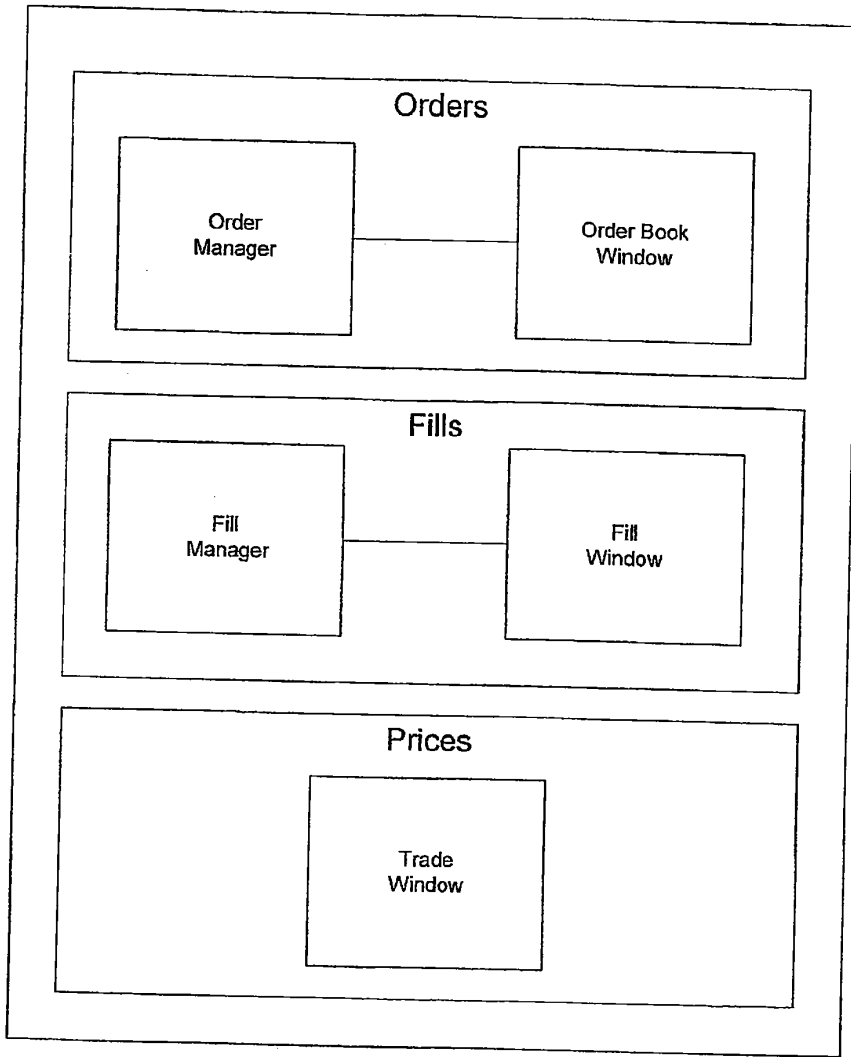 Orders
Order
Manager
Order Book
Window
Fills
Fill
Manager
Fill
Window
Prices
Trade
Window